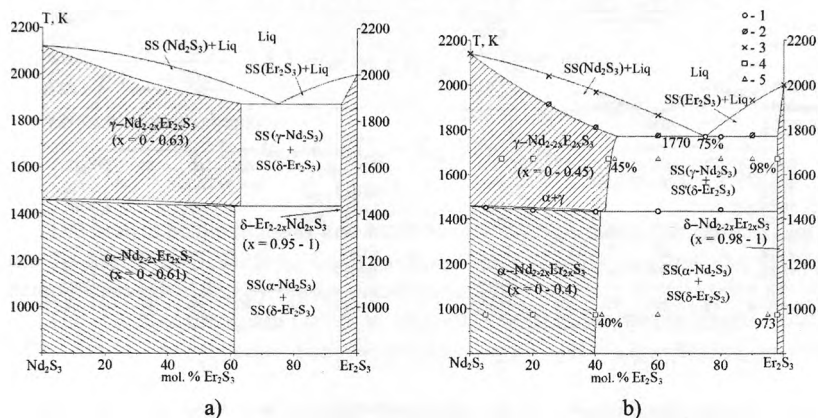 T, K
2200
2000
1800
1600
1400
1200
1000
800
SS (Nd₂S₃)+Liq
Liq
SS(Er₂S₃)+Liq
γ–Nd₂₋₂ₓEr₂ₓS₃
(x = 0 - 0.63)
SS(γ-Nd₂S₃)
+
SS(δ-Er₂S₃)
δ–Er₂₋₂ₓNd₂ₓS₃
(x = 0.95 - 1)
α–Nd₂₋₂ₓEr₂ₓS₃
(x = 0 - 0.61)
SS(α-Nd₂S₃)
+
SS(δ-Er₂S₃)
2200
2000
1800
1600
1400
1200
1000
800
Nd₂S₃
20
40
60
80
Er₂S₃
mol. % Er₂S₃
a)
T, K
2200
2000
1800
1600
1400
1200
1000
800
- 1
- 2
- 3
- 4
- 5
SS(Nd₂S₃)+Liq
Liq
SS(Er₂S₃)+Liq
1770
75%
γ–Nd₂₋₂ₓE₂ₓS₃
(x = 0 - 0.45)
45%
98%
SS(γ-Nd₂S₃)
+
SS'(δ-Er₂S₃)
α+γ
δ–Nd₂₋₂ₓEr₂ₓS₃
(x = 0.98 - 1)
α–Nd₂₋₂ₓEr₂ₓS₃
(x = 0 - 0.4)
SS(α-Nd₂S₃)
+
SS(δ-Er₂S₃)
40%
973
2200
2000
1800
1600
1400
1200
1000
Nd₂S₃
20
40
60
80
Er₂S₃
mol. % Er₂S₃
b)